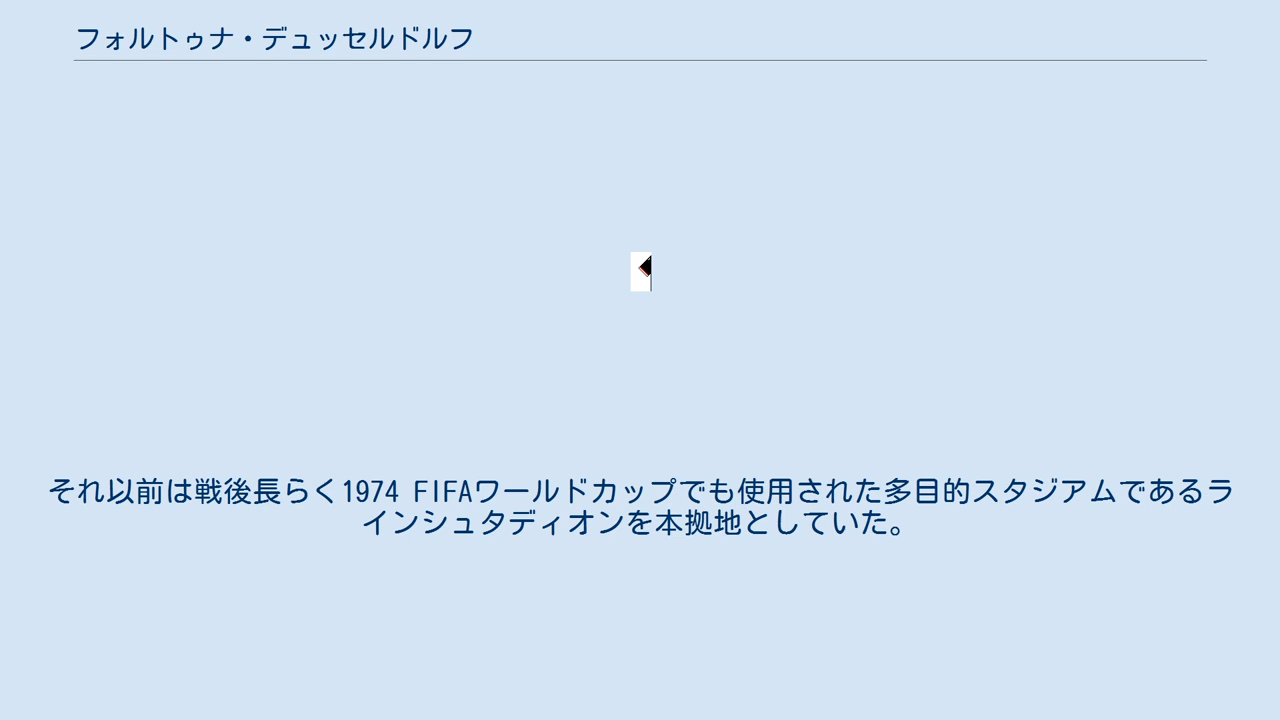 フォルトゥナ・デュッセルドルフ
それ以前は戦後長らく1974 FIFAワールドカップでも使用された多目的スタジアムであるラ
インシュタディオンを本拠地としていた。